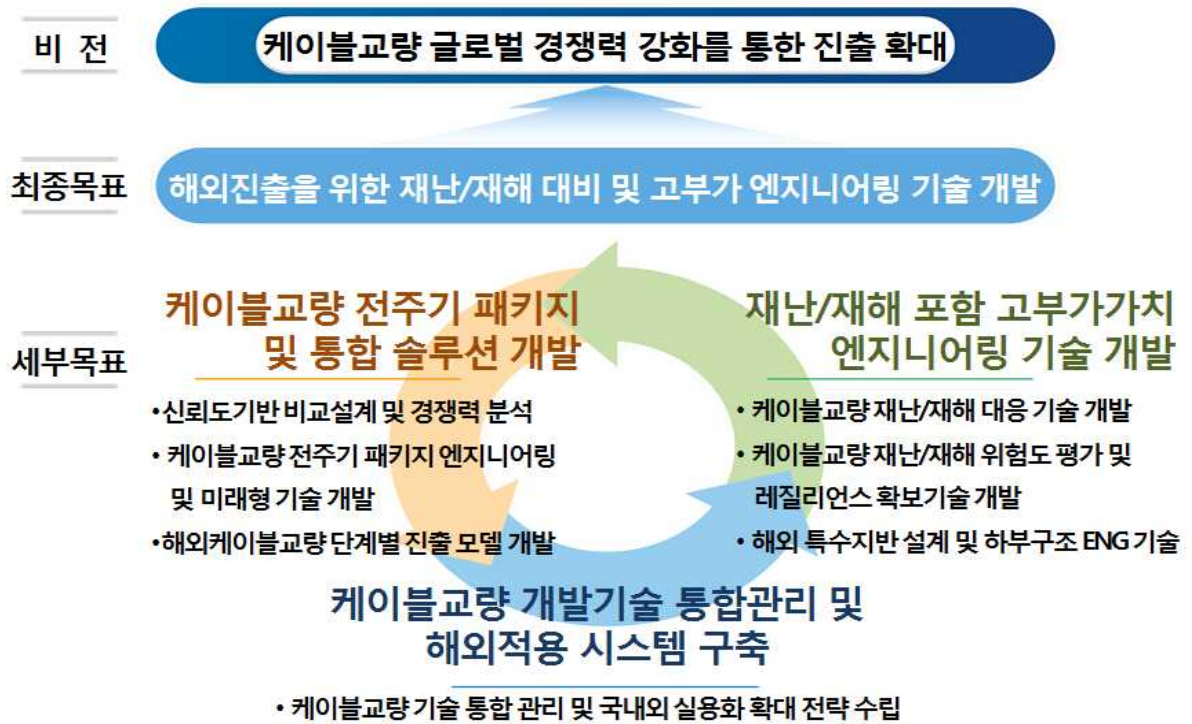 비 전
케이블교량 글로벌 경쟁력 강화를 통한 진출 확대
최종목표
해외진출을 위한 재난/재해 대비 및 고부가 엔지니어링 기술 개발
세부목표
케이블교량 전주기 패키지
및 통합 솔루션 개발
•신뢰도기반 비교설계 및 경쟁력 분석
• 케이블교량 전주기 패키지 엔지니어링
및 미래형 기술 개발
•해외케이블교량 단계별 진출 모델 개발
재난/재해 포함 고부가가치
엔지니어링 기술 개발
• 케이블교량 재난/재해 대응 기술 개발
• 케이블교량 재난/재해 위험도 평가 및
레질리언스 확보기술 개발
• 해외 특수지반 설계 및 하부구조 ENG 기술
케이블교량 개발기술 통합관리 및
해외적용 시스템 구축
• 케이블교량 기술 통합 관리 및 국내외 실용화 확대 전략 수립